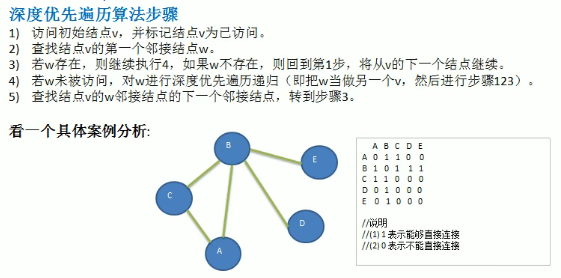 深度优先遍历算法步骤
1) 访问初始结点v，并标记结点v为已访问。
2) 查找结点v的第一个邻接结点w。
3) 若w存在，则继续执行4，如果w不存在，则回到第1步，将从v的下一个结点继续。
4) 若w未被访问，对w进行深度优先遍历递归（即把w当做另一个v，然后进行步骤123）。
5) 查找结点v的w邻接结点的下一个邻接结点，转到步骤3。
看一个具体案例分析:
B
E
C
D
A
A B C D E
A 0 1 1 0 0
B 1 0 1 1 1
C 1 1 0 0 0
D 0 1 0 0 0
E 0 1 0 0 0
//说明
//(1) 1 表示能够直接连接
//(2) 0 表示不能直接连接